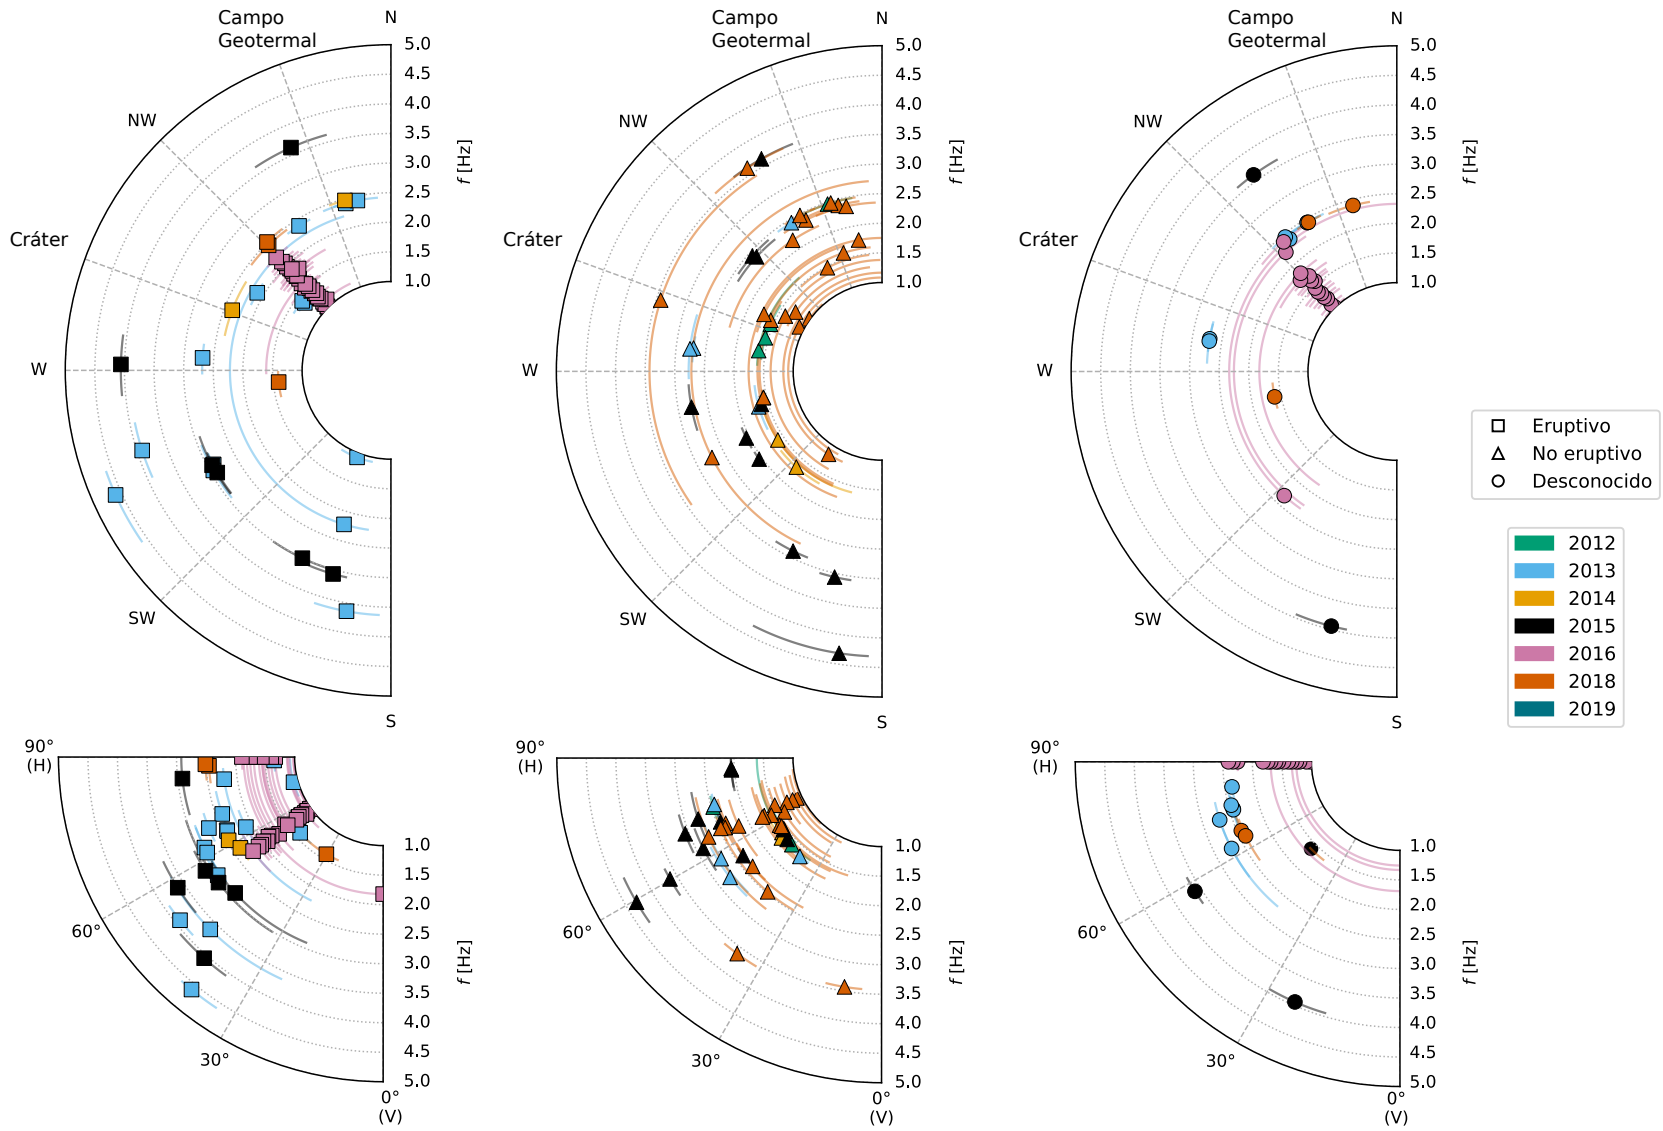 Campo
Geotermal
N
5.0
4.5
4.0
3.5
3.0
2.5
2.0
1.5
1.0
f [Hz]
NW
Cráter
W
SW
S
Campo
Geotermal
N
5.0
4.5
4.0
3.5
3.0
2.5
2.0
1.5
1.0
f [Hz]
NW
Cráter
W
SW
S
Campo
Geotermal
N
5.0
4.5
4.0
3.5
3.0
2.5
2.0
1.5
1.0
f [Hz]
NW
Cráter
W
SW
S
Eruptivo
No eruptivo
Desconocido
2012
2013
2014
2015
2016
2018
2019
90°
(H)
60°
30°
0°
(V)
1.0
1.5
2.0
2.5
3.0
3.5
4.0
4.5
5.0
f [Hz]
90°
(H)
60°
30°
0°
(V)
1.0
1.5
2.0
2.5
3.0
3.5
4.0
4.5
5.0
f [Hz]
90°
(H)
60°
30°
0°
(V)
1.0
1.5
2.0
2.5
3.0
3.5
4.0
4.5
5.0
f [Hz]